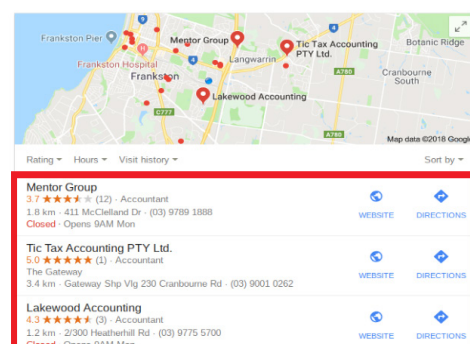 Frankston Pier
Mentor Group
Tic Tax Accounting
PTY Ltd.
Botanic Ridge
Frankston Hospital
Langwarrin
Frankston
A780
Cranbourne
South
Lakewood Accounting
C777
A780
Map data ©2018 Google
Rating Hours Visit history Sort by
Mentor Group
3.7 (12) · Accountant
1.8 km · 411 McClelland Dr · (03) 9789 1888
Closed · Opens 9AM Mon
WEBSITE DIRECTIONS
Tic Tax Accounting PTY Ltd.
5.0 (1) · Accountant
The Gateway
3.4 km · Gateway Shp Vlg 230 Cranbourne Rd · (03) 9001 0262
WEBSITE DIRECTIONS
Lakewood Accounting
4.3 (3) · Accountant
1.2 km · 2/300 Heatherhill Rd · (03) 9775 5700
Closed · Opens 9AM Mon
WEBSITE DIRECTIONS